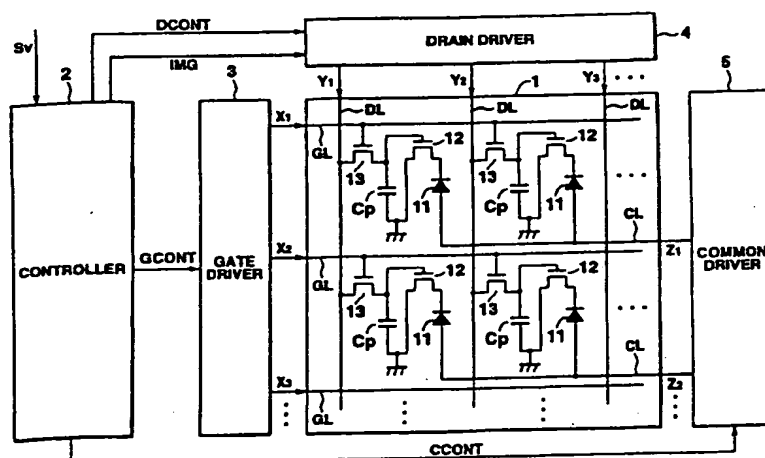 DCONT
Sv
2
IMG
3
DRAIN DRIVER
4
Y1 Y2 Y3 ...
1
5
DL DL DL
X1
GL
12 12
13 13
Cp 11 Cp 11
...
CL
Z1
CONTROLLER
GCONT
GATE DRIVER
X2
GL
COMMON DRIVER
12 12
13 13
Cp 11 Cp 11
...
CL
Z2
X3
GL
CCONT